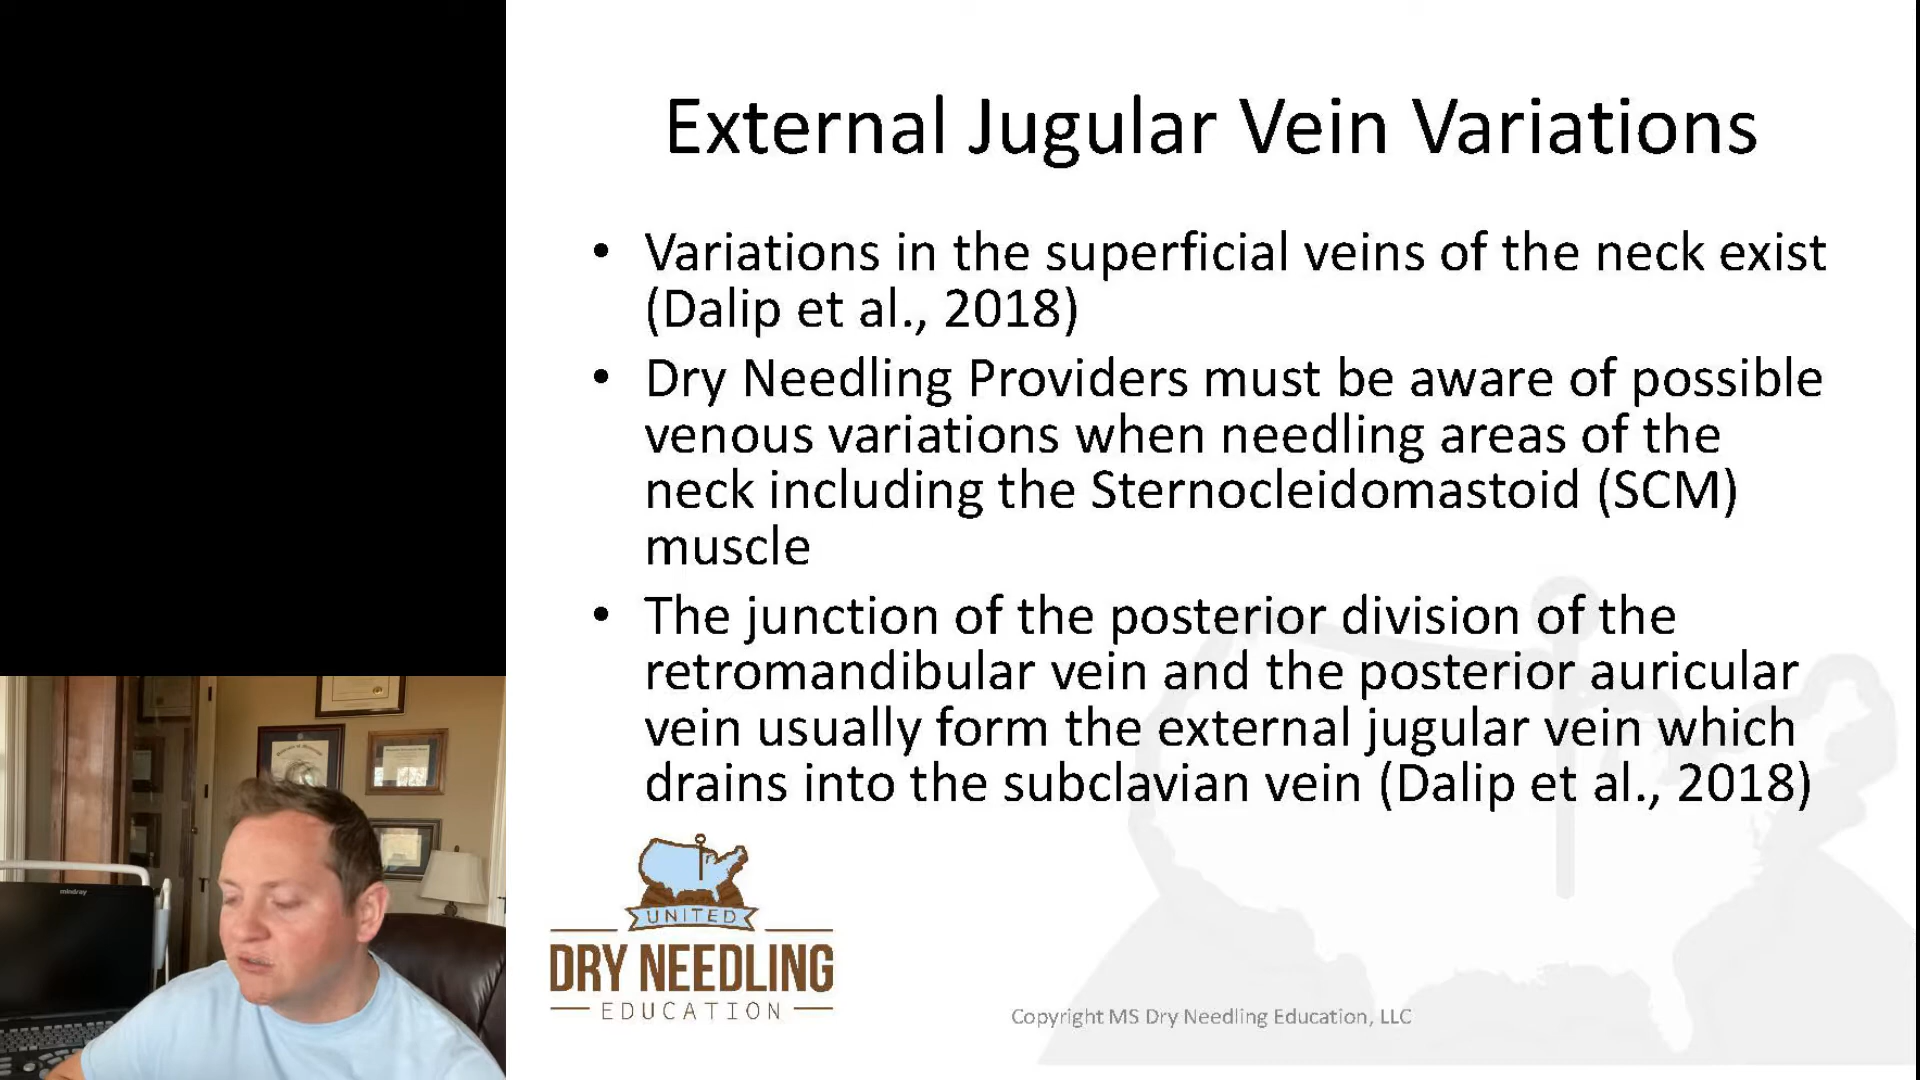 External Jugular Vein Variations
• Variations in the superficial veins of the neck exist
(Dalip et al., 2018)
• Dry Needling Providers must be aware of possible
venous variations when needling areas of the
neck including the Sternocleidomastoid (SCM)
muscle
• The junction of the posterior division of the
retromandibular vein and the posterior auricular
vein usually form the external jugular vein which
drains into the subclavian vein (Dalip et al., 2018)
UNITED
DRY NEEDLING
EDUCATION
Copyright MS Dry Needling Education, LLC
mindray